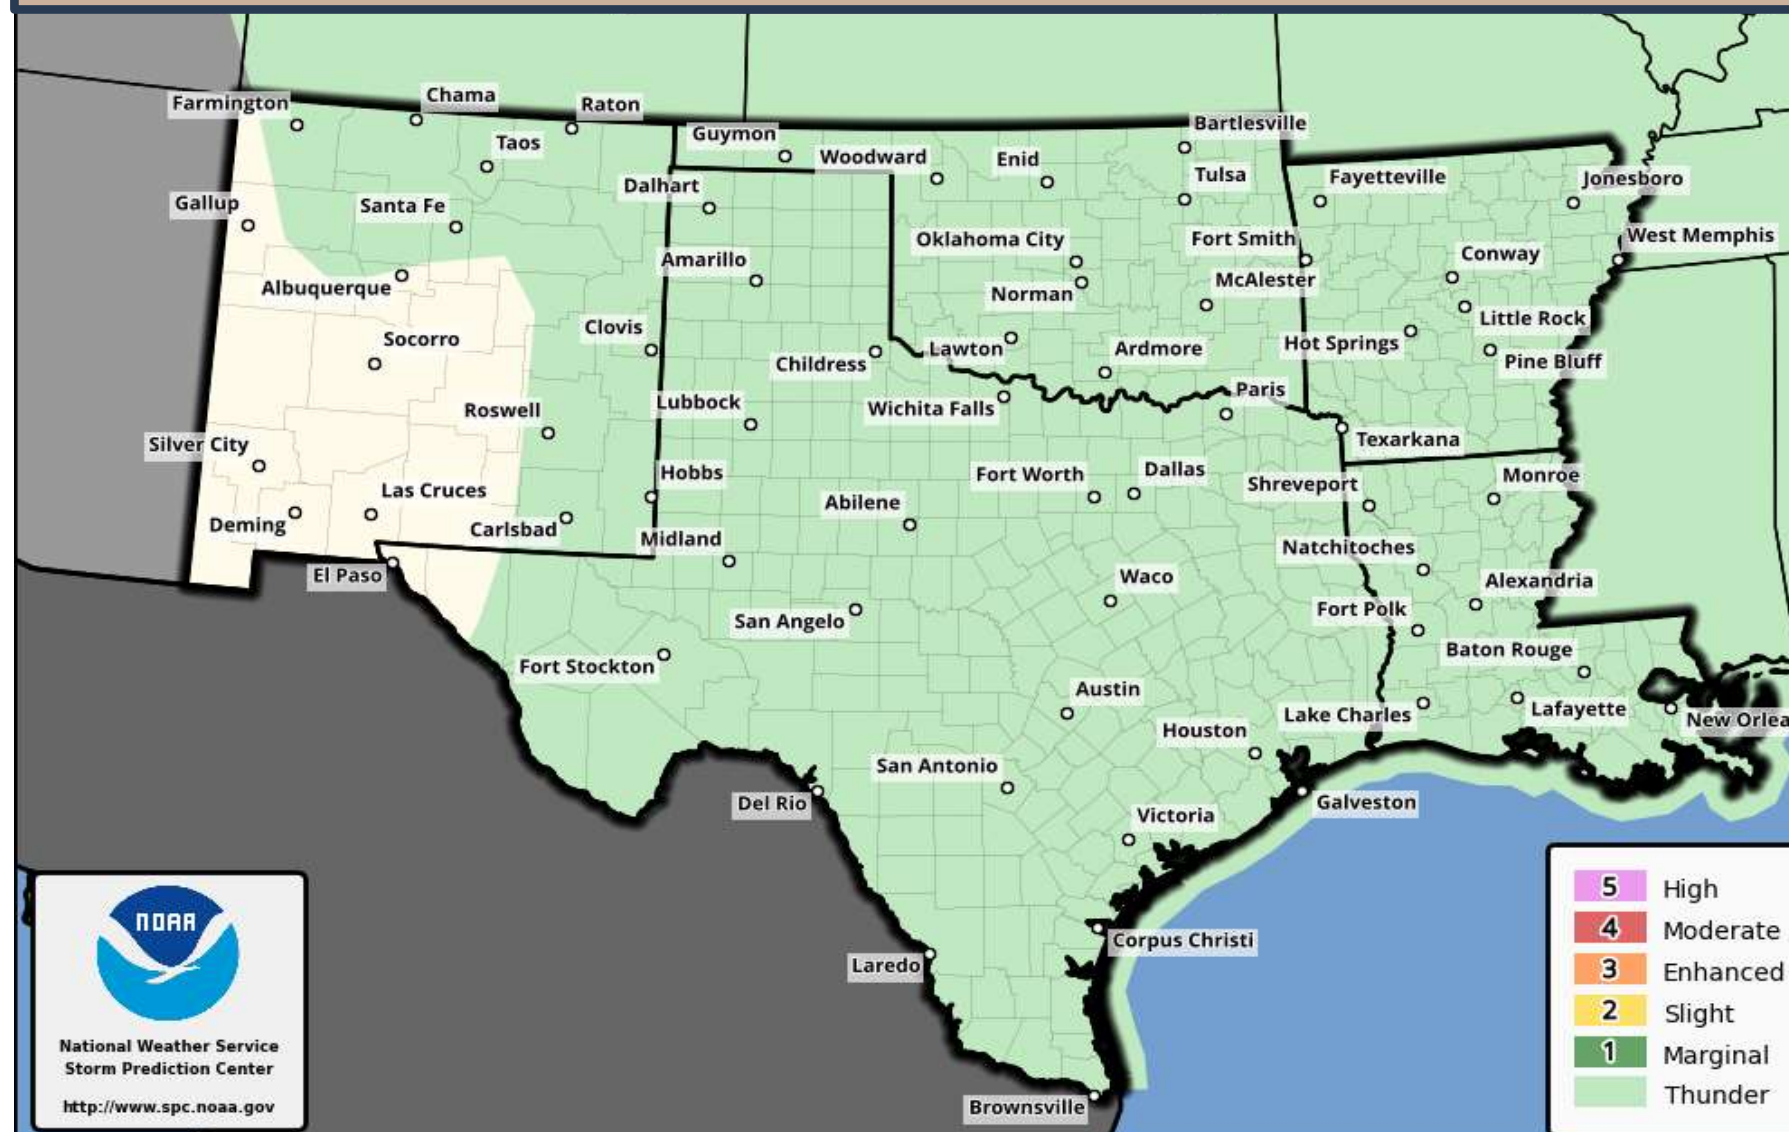 Farmington
Chama
Raton
Taos
Guymon
Woodward
Enid
Bartlesville
Tulsa
Fayetteville
Jonesboro
Gallup
Santa Fe
Dalhart
Oklahoma City
Fort Smith
West Memphis
Conway
Albuquerque
Amarillo
Norman
McAlester
Little Rock
Socorro
Clovis
Childress
Lawton
Ardmore
Hot Springs
Pine Bluff
Roswell
Lubbock
Wichita Falls
Paris
Texarkana
Silver City
Las Cruces
Hobbs
Fort Worth
Dallas
Shreveport
Monroe
Deming
Carlsbad
Midland
Abilene
Natchitoches
El Paso
Waco
Alexandria
San Angelo
Fort Polk
Fort Stockton
Baton Rouge
Austin
Lake Charles
Lafayette
New Orlea
Houston
San Antonio
Del Rio
Galveston
Victoria
Corpus Christi
Laredo
Brownsville
NOAA
National Weather Service
Storm Prediction Center
http://www.spc.noaa.gov
5 High
4 Moderate
3 Enhanced
2 Slight
1 Marginal
Thunder